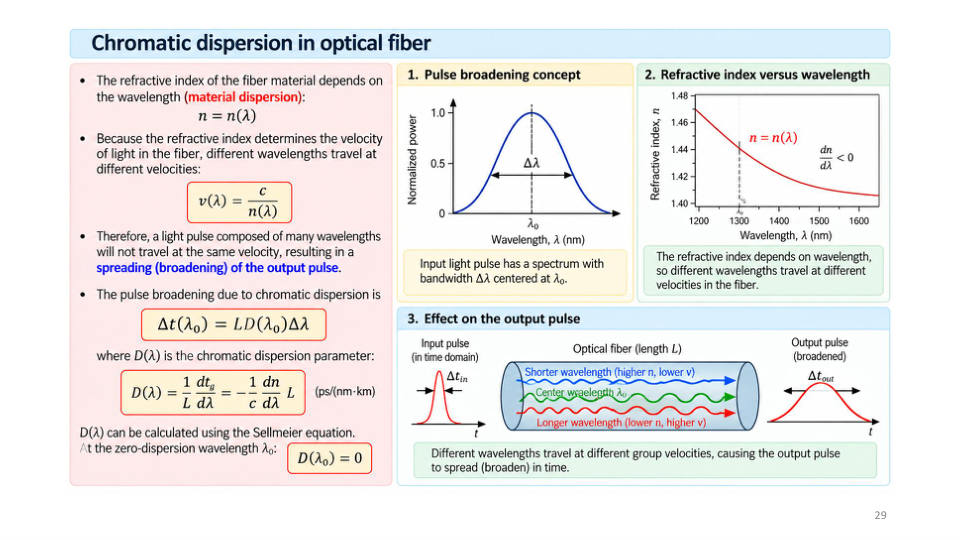 Chromatic dispersion in optical fiber
• The refractive index of the fiber material depends on
the wavelength (material dispersion):
n = n(λ)
• Because the refractive index determines the velocity
of light in the fiber, different wavelengths travel at
different velocities:
v(λ) = c / n(λ)
• Therefore, a light pulse composed of many wavelengths
will not travel at the same velocity, resulting in a
spreading (broadening) of the output pulse.
• The pulse broadening due to chromatic dispersion is
Δt(λ₀) = LD(λ₀)Δλ
where D(λ) is the chromatic dispersion parameter:
D(λ) = 1/L dt_g/dλ = − 1/c dn/dλ L (ps/(nm·km)
D(λ) can be calculated using the Sellmeier equation.
At the zero-dispersion wavelength λ₀:
D(λ₀) = 0
1. Pulse broadening concept
Normalized power
1.0
0.5
0
Δλ
λ₀
Wavelength, λ (nm)
Input light pulse has a spectrum with
bandwidth Δλ centered at λ₀.
2. Refractive index versus wavelength
Refractive index, n
1.48
1.46
1.44
1.42
1.40
n = n(λ)
dn/dλ < 0
1200 1300 1400 1500 1600
Wavelength, λ (nm)
The refractive index depends on wavelength,
so different wavelengths travel at different
velocities in the fiber.
3. Effect on the output pulse
Input pulse
(in time domain)
Δt_in
t
Optical fiber (length L)
Shorter wavelength (higher n, lower v)
Center λ₀
Longer wavelength (lower n, higher v)
Output pulse
(broadened)
Δt_out
t
Different wavelengths travel at different group velocities, causing the output pulse
to spread (broaden) in time.
29